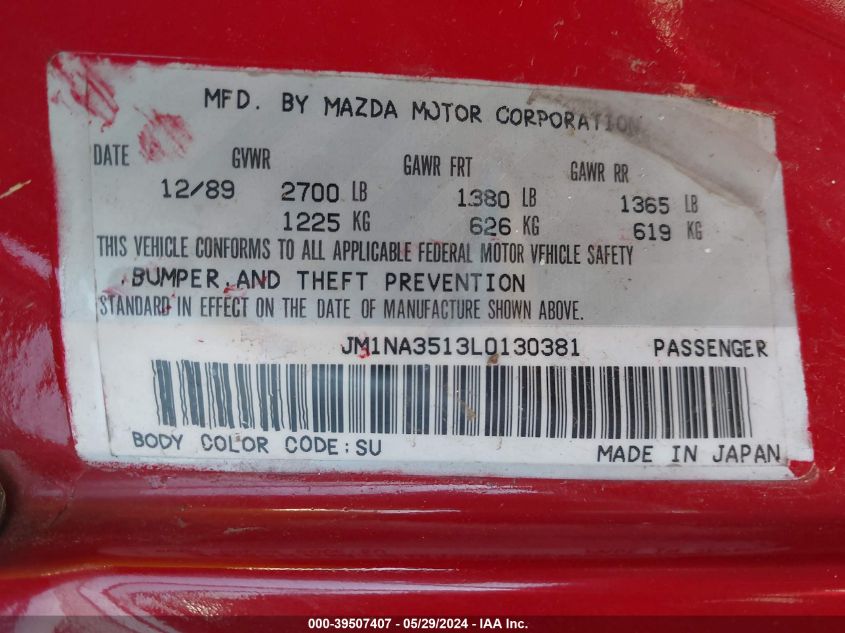 MFD. BY MAZDA MOTOR CORPORATION
DATE GVWR GAWR FRT GAWR RR
12/89 2700 LB 1380 LB 1365 LB
1225 KG 626 KG 619 KG
THIS VEHICLE CONFORMS TO ALL APPLICABLE FEDERAL MOTOR VEHICLE SAFETY
, BUMPER, AND THEFT PREVENTION
STANDARD IN EFFECT ON THE DATE OF MANUFACTURE SHOWN ABOVE.
JM1NA3513L0130381 PASSENGER
BODY COLOR CODE:SU MADE IN JAPAN
000-39507407 - 05/29/2024 - IAA Inc.